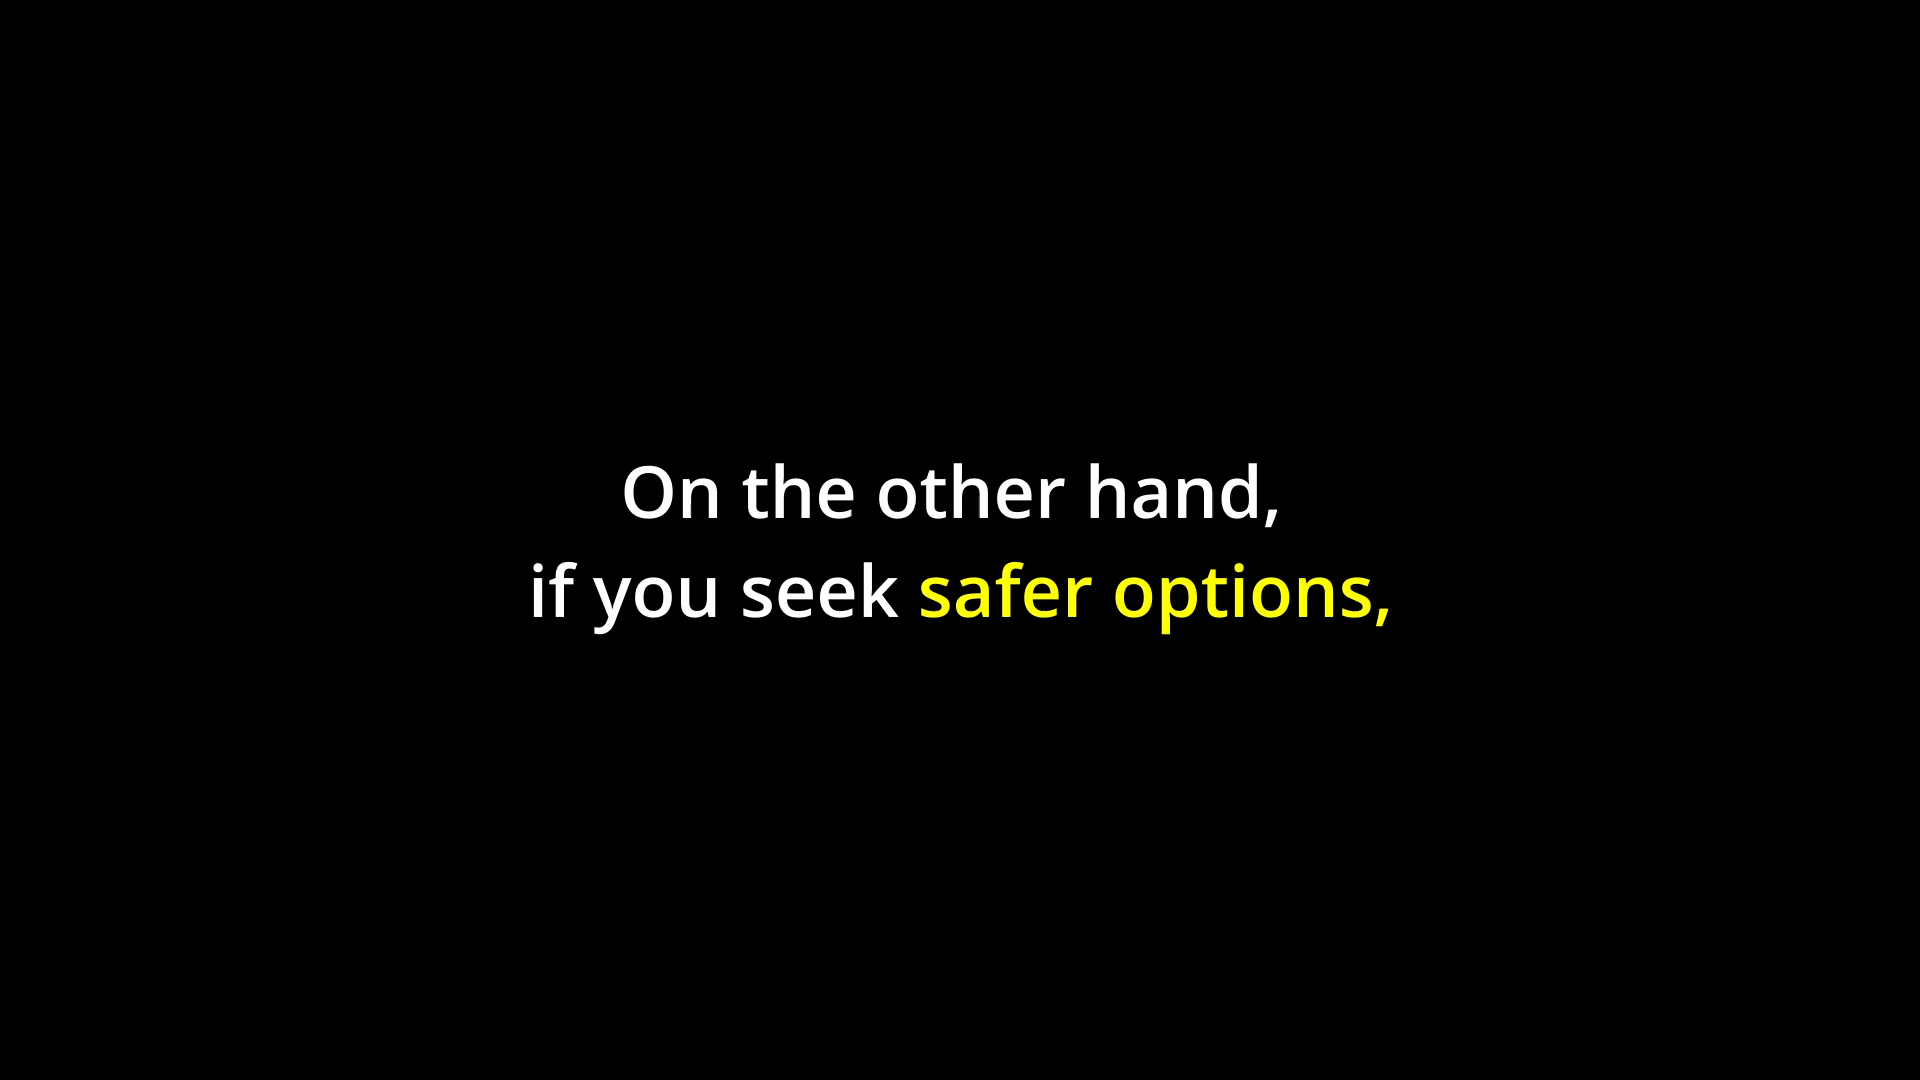 On the other hand,
if you seek safer options,